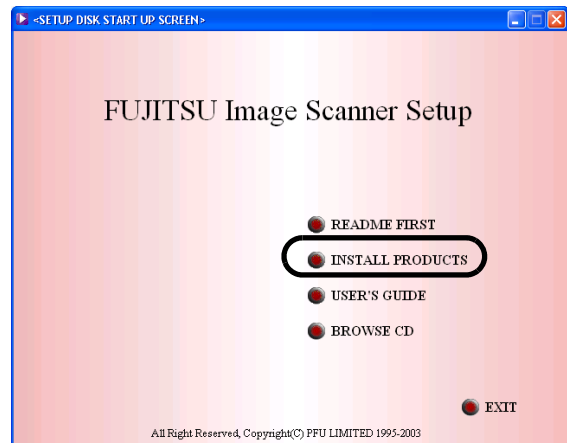 <SETUP DISK START UP SCREEN>
FUJITSU Image Scanner Setup
README FIRST
INSTALL PRODUCTS
USER'S GUIDE
BROWSE CD
EXIT
All Right Reserved, Copyright(C) PFU LIMITED 1995-2003